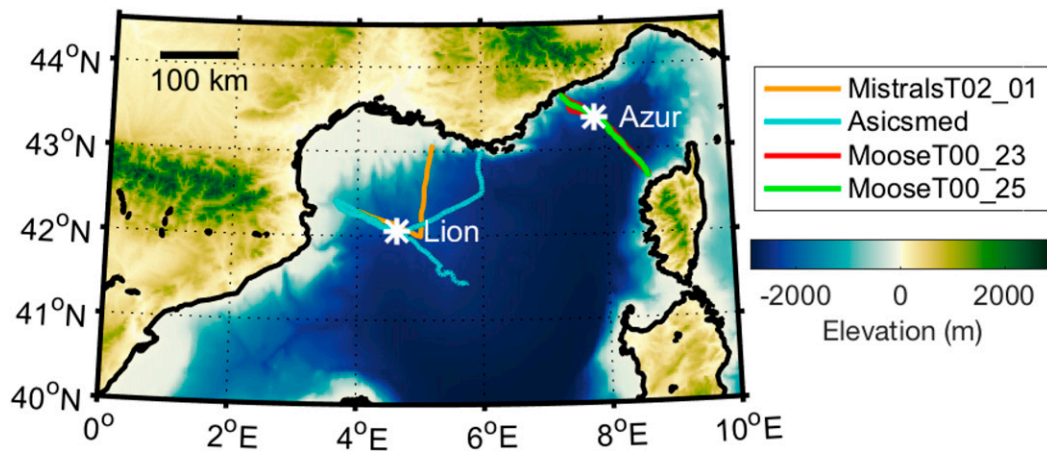 44°N
100 km
43°N
42°N
41°N
40°N
0°
2°E
4°E
6°E
8°E
10°E
Azur
Lion
MistralsT02_01
Asicsmed
MooseT00_23
MooseT00_25
-2000
0
2000
Elevation (m)